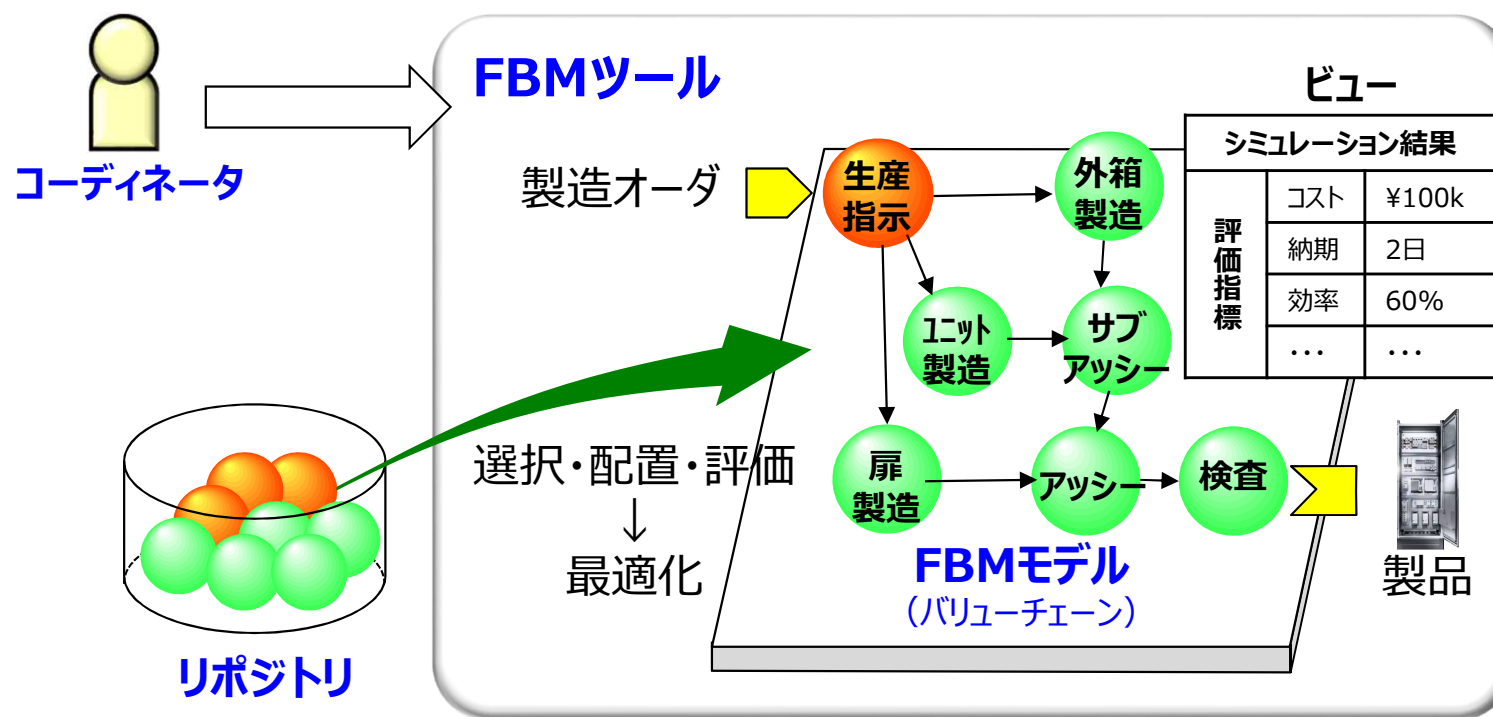 FBMツール
ビュー
コーディネータ
製造オーダ
生産
指示
外箱
製造
シミュレーション結果
評価指標
コスト
¥100k
納期
2日
効率
60%
・・・
・・・
ユニット
製造
サブ
アッシー
選択・配置・評価
↓
最適化
扉
製造
アッシー
検査
FBMモデル
（バリューチェーン）
製品
リポジトリ